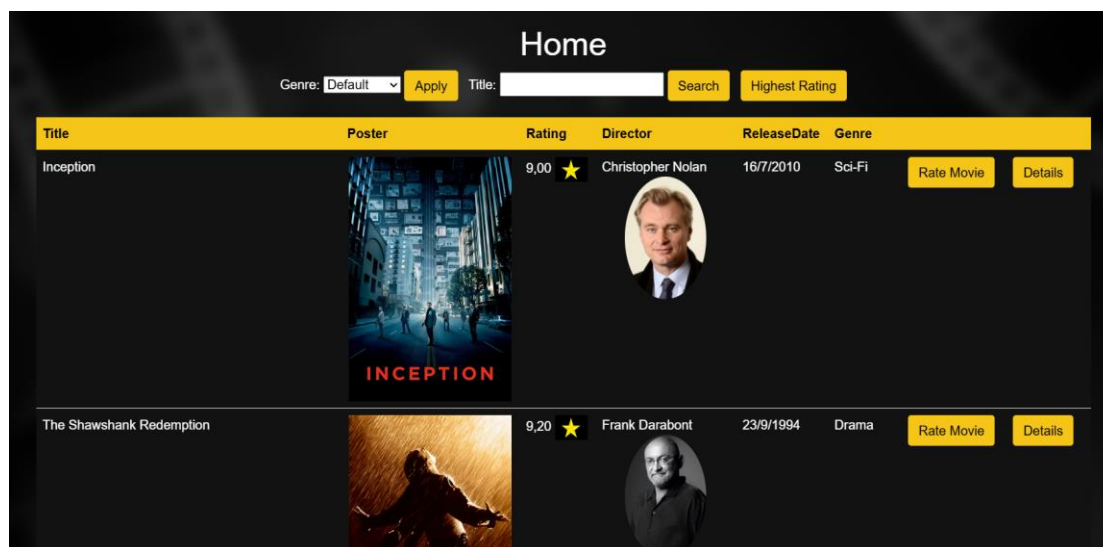 Home
Genre: Default Apply Title: Search Highest Rating
Title Poster Rating Director ReleaseDate Genre
Inception 9,00 Christopher Nolan 16/7/2010 Sci-Fi Rate Movie Details
INCEPTION
The Shawshank Redemption 9,20 Frank Darabont 23/9/1994 Drama Rate Movie Details